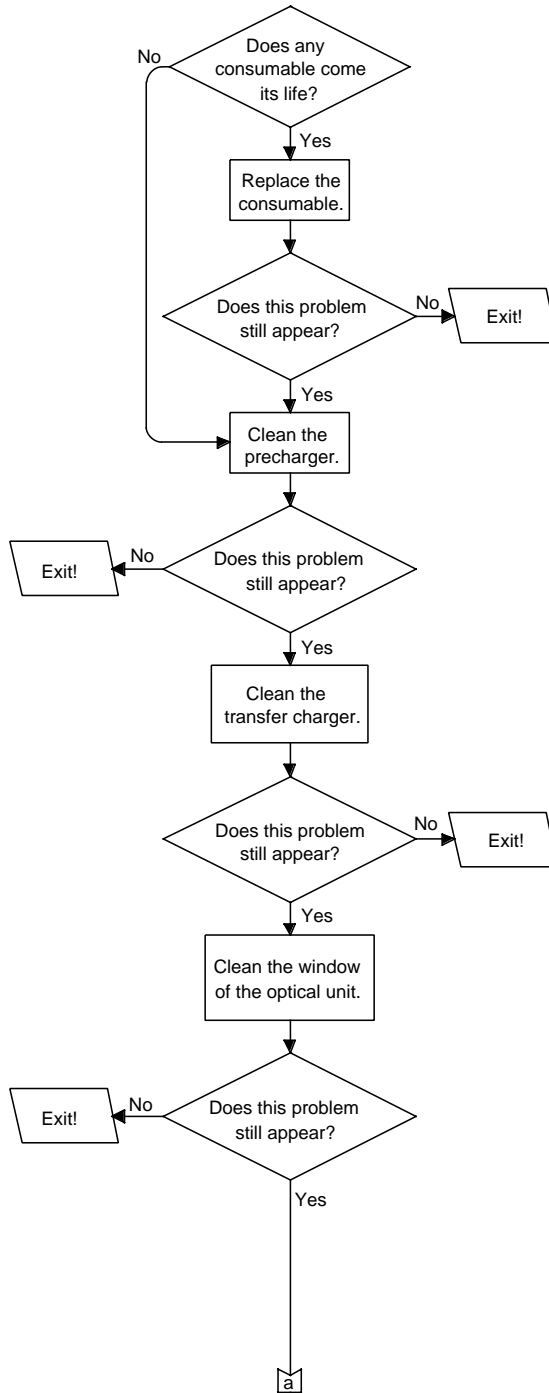 Does any
consumable come
its life?
No
Yes
Replace the
consumable.
Does this problem
still appear?
No
Exit!
Yes
Clean the
precharger.
Does this problem
still appear?
No
Exit!
Yes
Clean the
transfer charger.
Does this problem
still appear?
No
Exit!
Yes
Clean the window
of the optical unit.
Does this problem
still appear?
No
Exit!
Yes
a